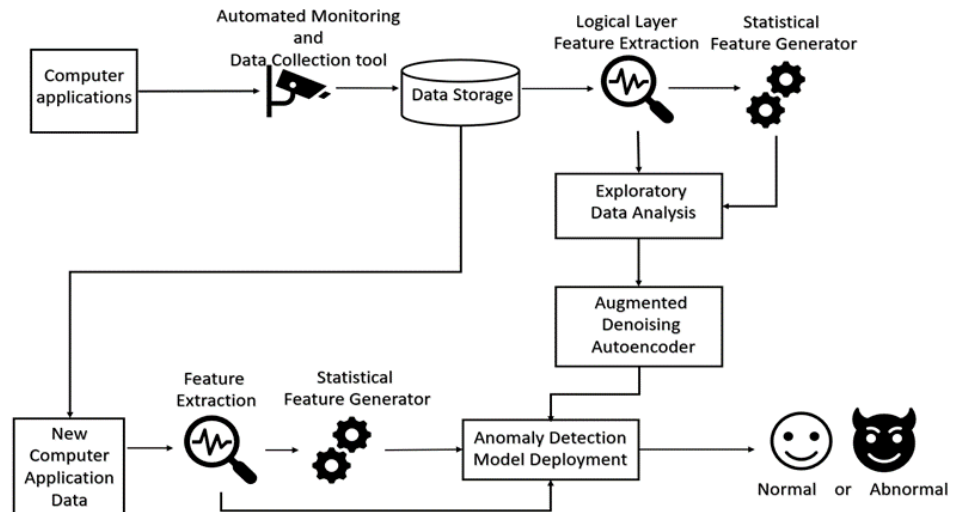 Automated Monitoring
and
Data Collection tool
Logical Layer
Feature Extraction
Statistical
Feature Generator
Computer
applications
Data Storage
Exploratory
Data Analysis
Augmented
Denoising
Autoencoder
Feature
Extraction
Statistical
Feature Generator
New
Computer
Application
Data
Anomaly Detection
Model Deployment
Normal or Abnormal